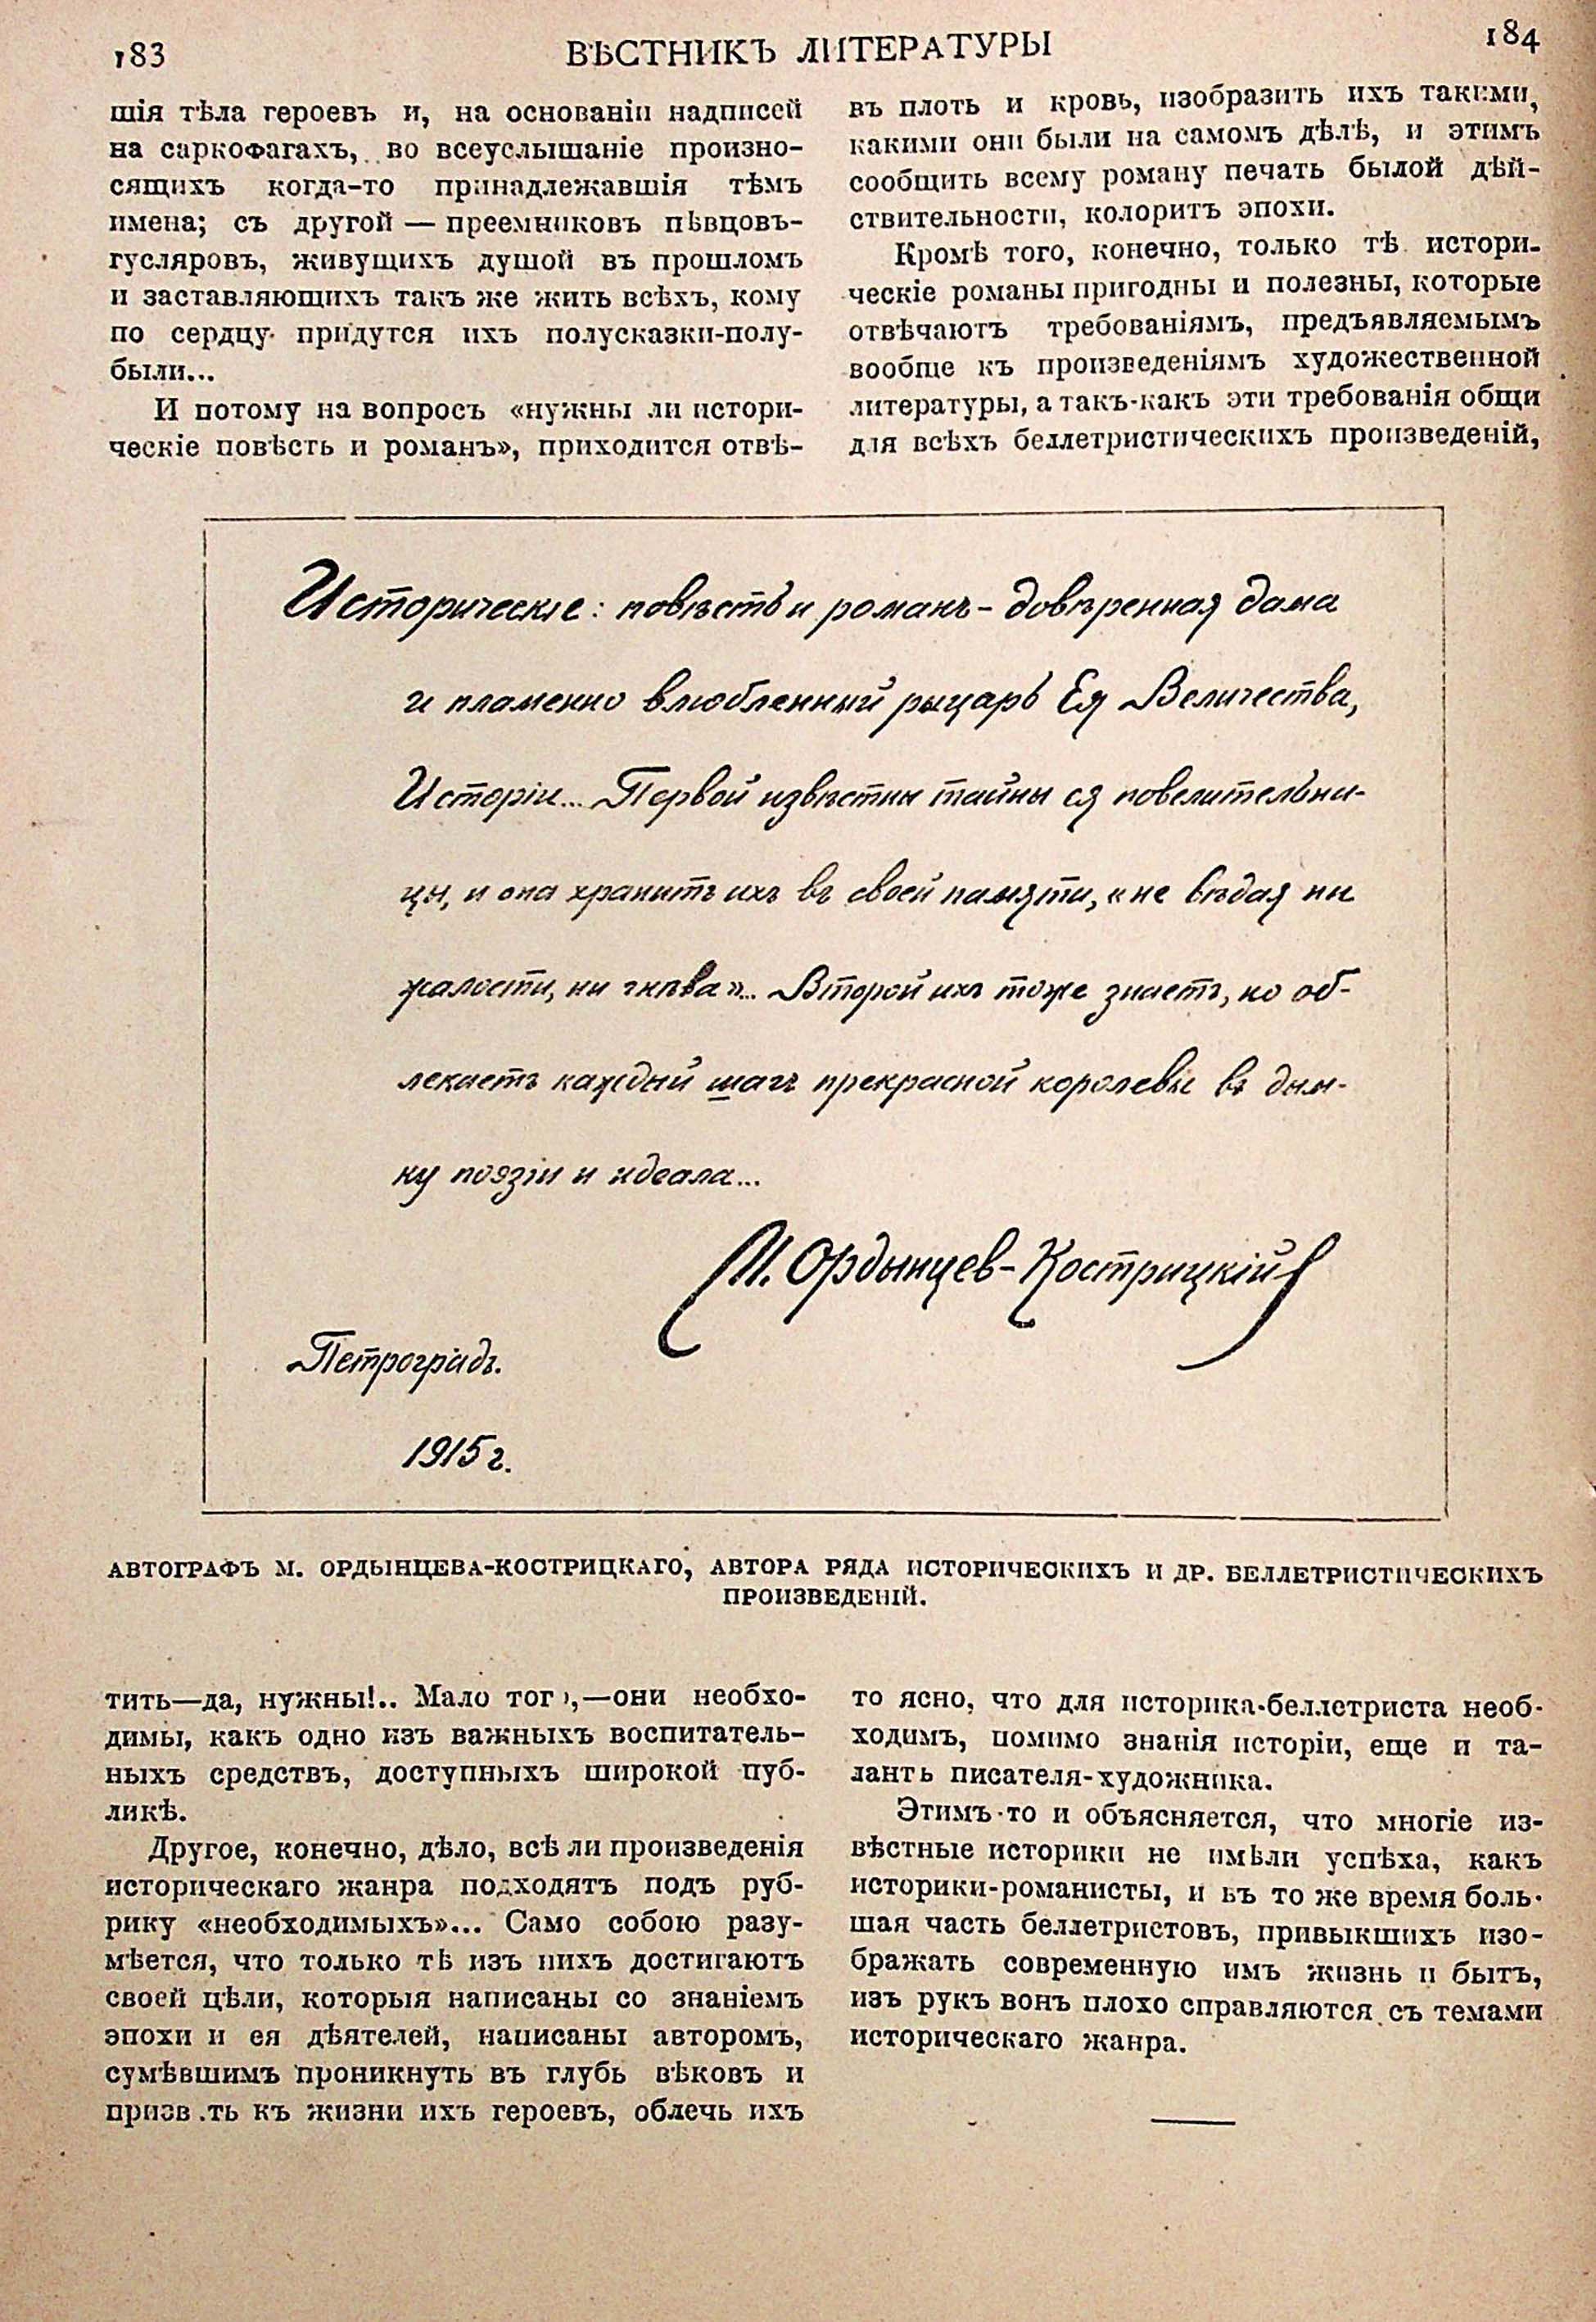 183
ВѢСТНИКЪ ЛИТЕРАТУРЫ
184
шія тѣла героевъ и, на основаніи надписей
на саркофагахъ, во всеуслышаніе произно-
сящихъ когда-то принадлежавшія тѣмъ
имена; съ другой — преемниковъ пѣвцовъ-
гусляровъ, живущихъ душой въ прошломъ
и заставляющихъ такъ же жить всѣхъ, кому
по сердцу придутся ихъ полусказки-полу-
были...
И потому на вопросъ «нужны ли истори-
ческіе повѣсть и романъ», приходится отвѣ-
въ плоть и кровь, изобразить ихъ такими,
какими они были на самомъ дѣлѣ, и этимъ
сообщить всему роману печать былой дѣй-
ствительности, колоритъ эпохи.
Кромѣ того, конечно, только тѣ истори-
ческіе романы пригодны и полезны, которые
отвѣчаютъ требованіямъ, предъявляемымъ
вообще къ произведеніямъ художественной
литературы, а такъ-какъ эти требованія общи
для всѣхъ беллетристическихъ произведеній,
Историческіе: повѣсть и романъ - довѣренная дама
и пламенно влюбленный рыцарь Ея Величества,
Исторіи... Первой извѣстны тайны ея повелительни-
цы, и она хранитъ ихъ въ своей памяти, «не вѣдая ни
жалости, ни гнѣва»... Второй ихъ тоже знаетъ, но об-
лекаетъ каждый шагъ прекрасной королевы въ дым-
ку поэзіи и идеала...
М. Ордынцев-Кострицкій
Петроградъ.
1915 г.
АВТОГРАФЪ М. ОРДЫНЦЕВА-КОСТРИЦКАГО, АВТОРА РЯДА ИСТОРИЧЕСКИХЪ И ДР. БЕЛЛЕТРИСТИЧЕСКИХЪ
ПРОИЗВЕДЕНІЙ.
тить—да, нужны!.. Мало того,—они необхо-
димы, какъ одно изъ важныхъ воспитатель-
ныхъ средствъ, доступныхъ широкой пуб-
ликѣ.
Другое, конечно, дѣло, всѣ ли произведенія
историческаго жанра подходятъ подъ руб-
рику «необходимыхъ»... Само собою разу-
мѣется, что только тѣ изъ нихъ достигаютъ
своей цѣли, которыя написаны со знаніемъ
эпохи и ея дѣятелей, написаны авторомъ,
сумѣвшимъ проникнуть въ глубь вѣковъ и
призвать къ жизни ихъ героевъ, облечь ихъ
то ясно, что для историка-беллетриста необ-
ходимъ, помимо знанія исторіи, еще и та-
лантъ писателя-художника.
Этимъ-то и объясняется, что многіе из-
вѣстные историки не имѣли успѣха, какъ
историки-романисты, и въ то же время боль-
шая часть беллетристовъ, привыкшихъ изо-
бражать современную имъ жизнь и бытъ,
изъ рукъ вонъ плохо справляются съ темами
историческаго жанра.